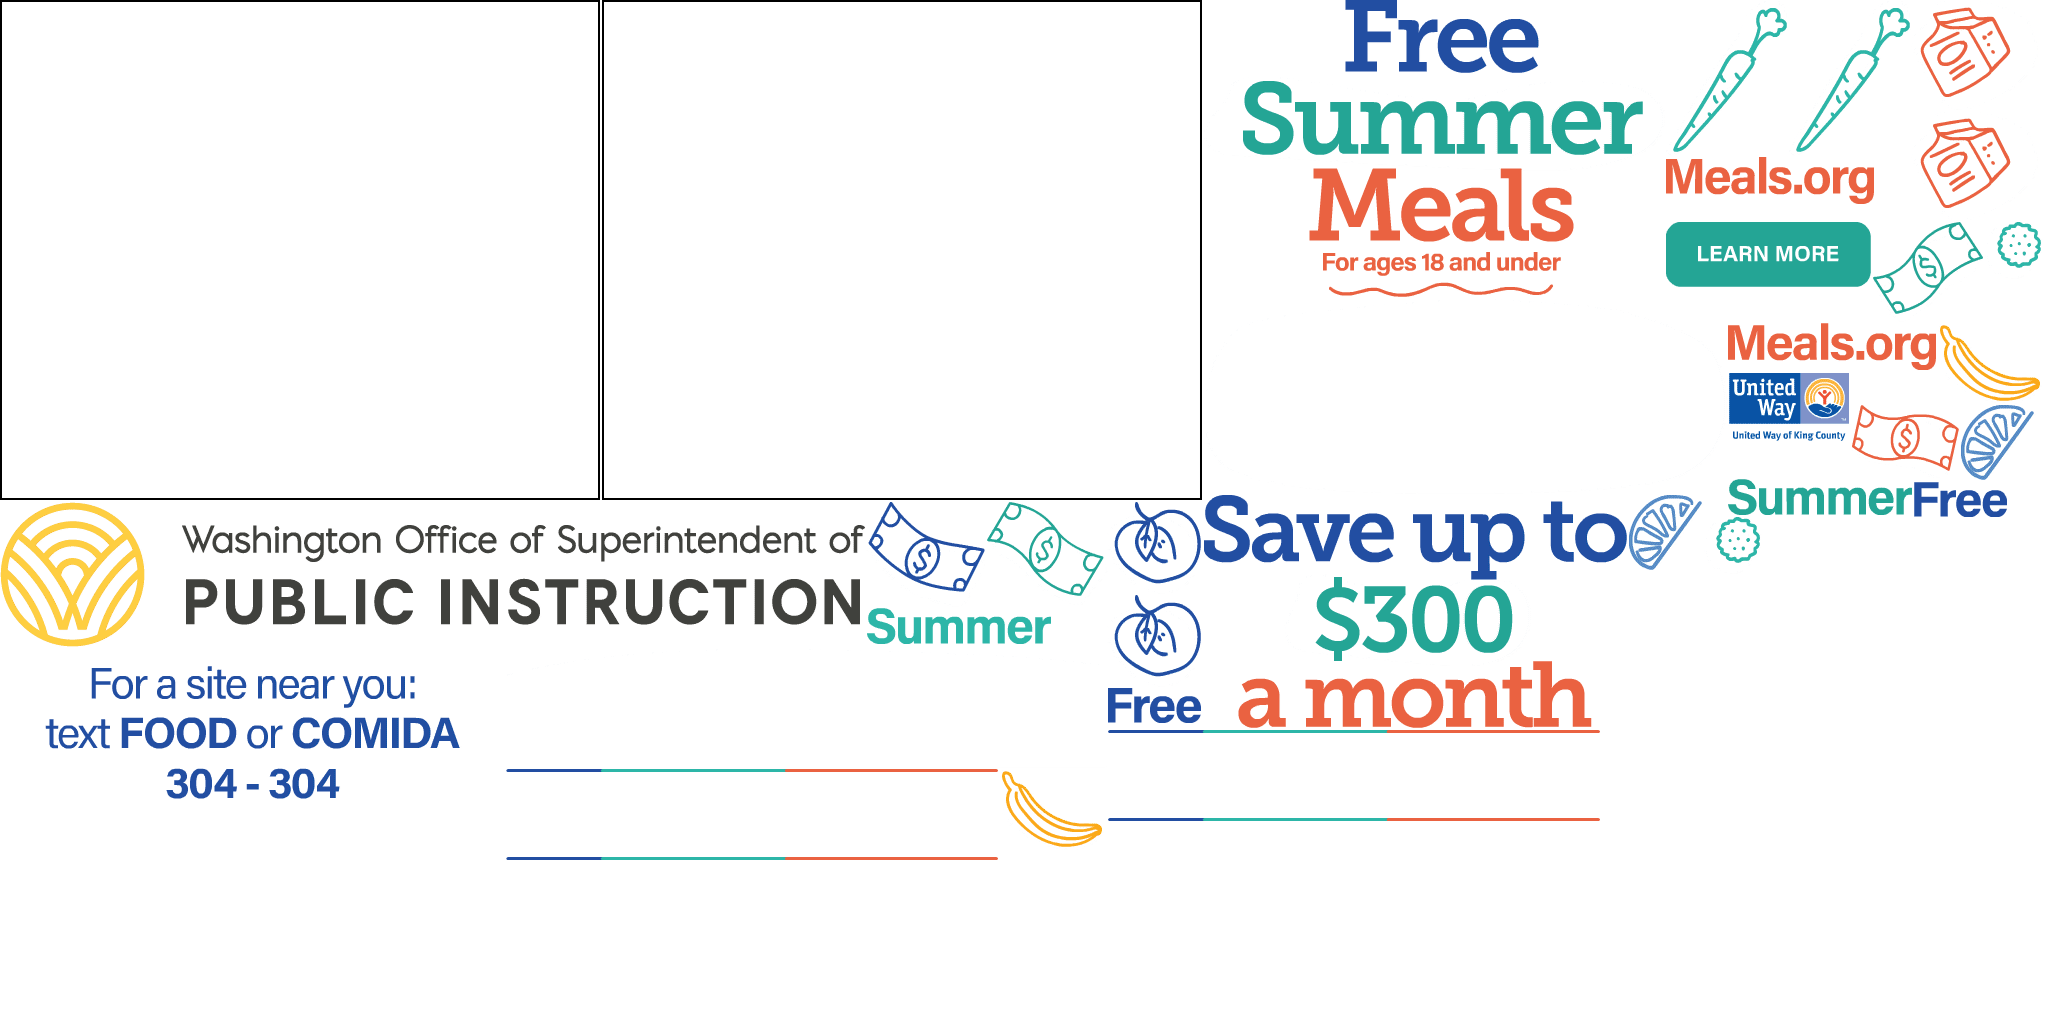 Free
Summer
Meals
For ages 18 and under
Meals.org
LEARN MORE
Meals.org
United
Way
United Way of King County
SummerFree
Washington Office of Superintendent of
PUBLIC INSTRUCTION
Summer
Free
Save up to
$300
a month
For a site near you:
text FOOD or COMIDA
304 - 304